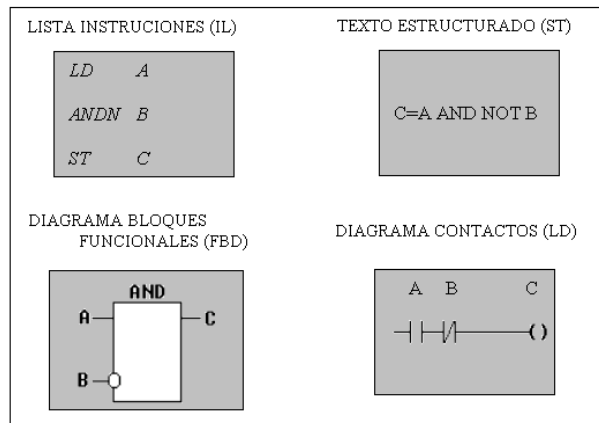 LISTA INSTRUCIONES (IL)
LD A
ANDN B
ST C
TEXTO ESTRUCTURADO (ST)
C=A AND NOT B
DIAGRAMA BLOQUES
FUNCIONALES (FBD)
AND
A
C
B
DIAGRAMA CONTACTOS (LD)
A B C